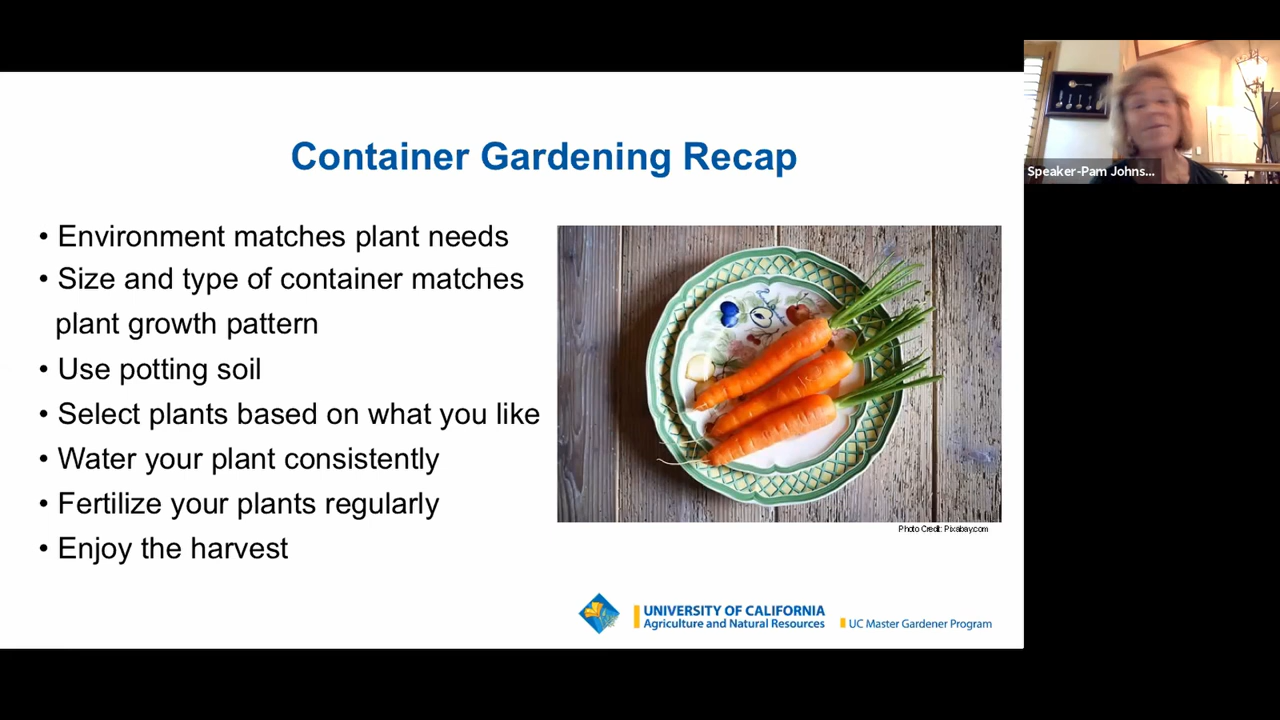 Container Gardening Recap
• Environment matches plant needs
• Size and type of container matches
plant growth pattern
• Use potting soil
• Select plants based on what you like
• Water your plant consistently
• Fertilize your plants regularly
• Enjoy the harvest
Photo Credit: Pixabay.com
UNIVERSITY OF CALIFORNIA
Agriculture and Natural Resources
UC Master Gardener Program
Speaker-Pam Johns...